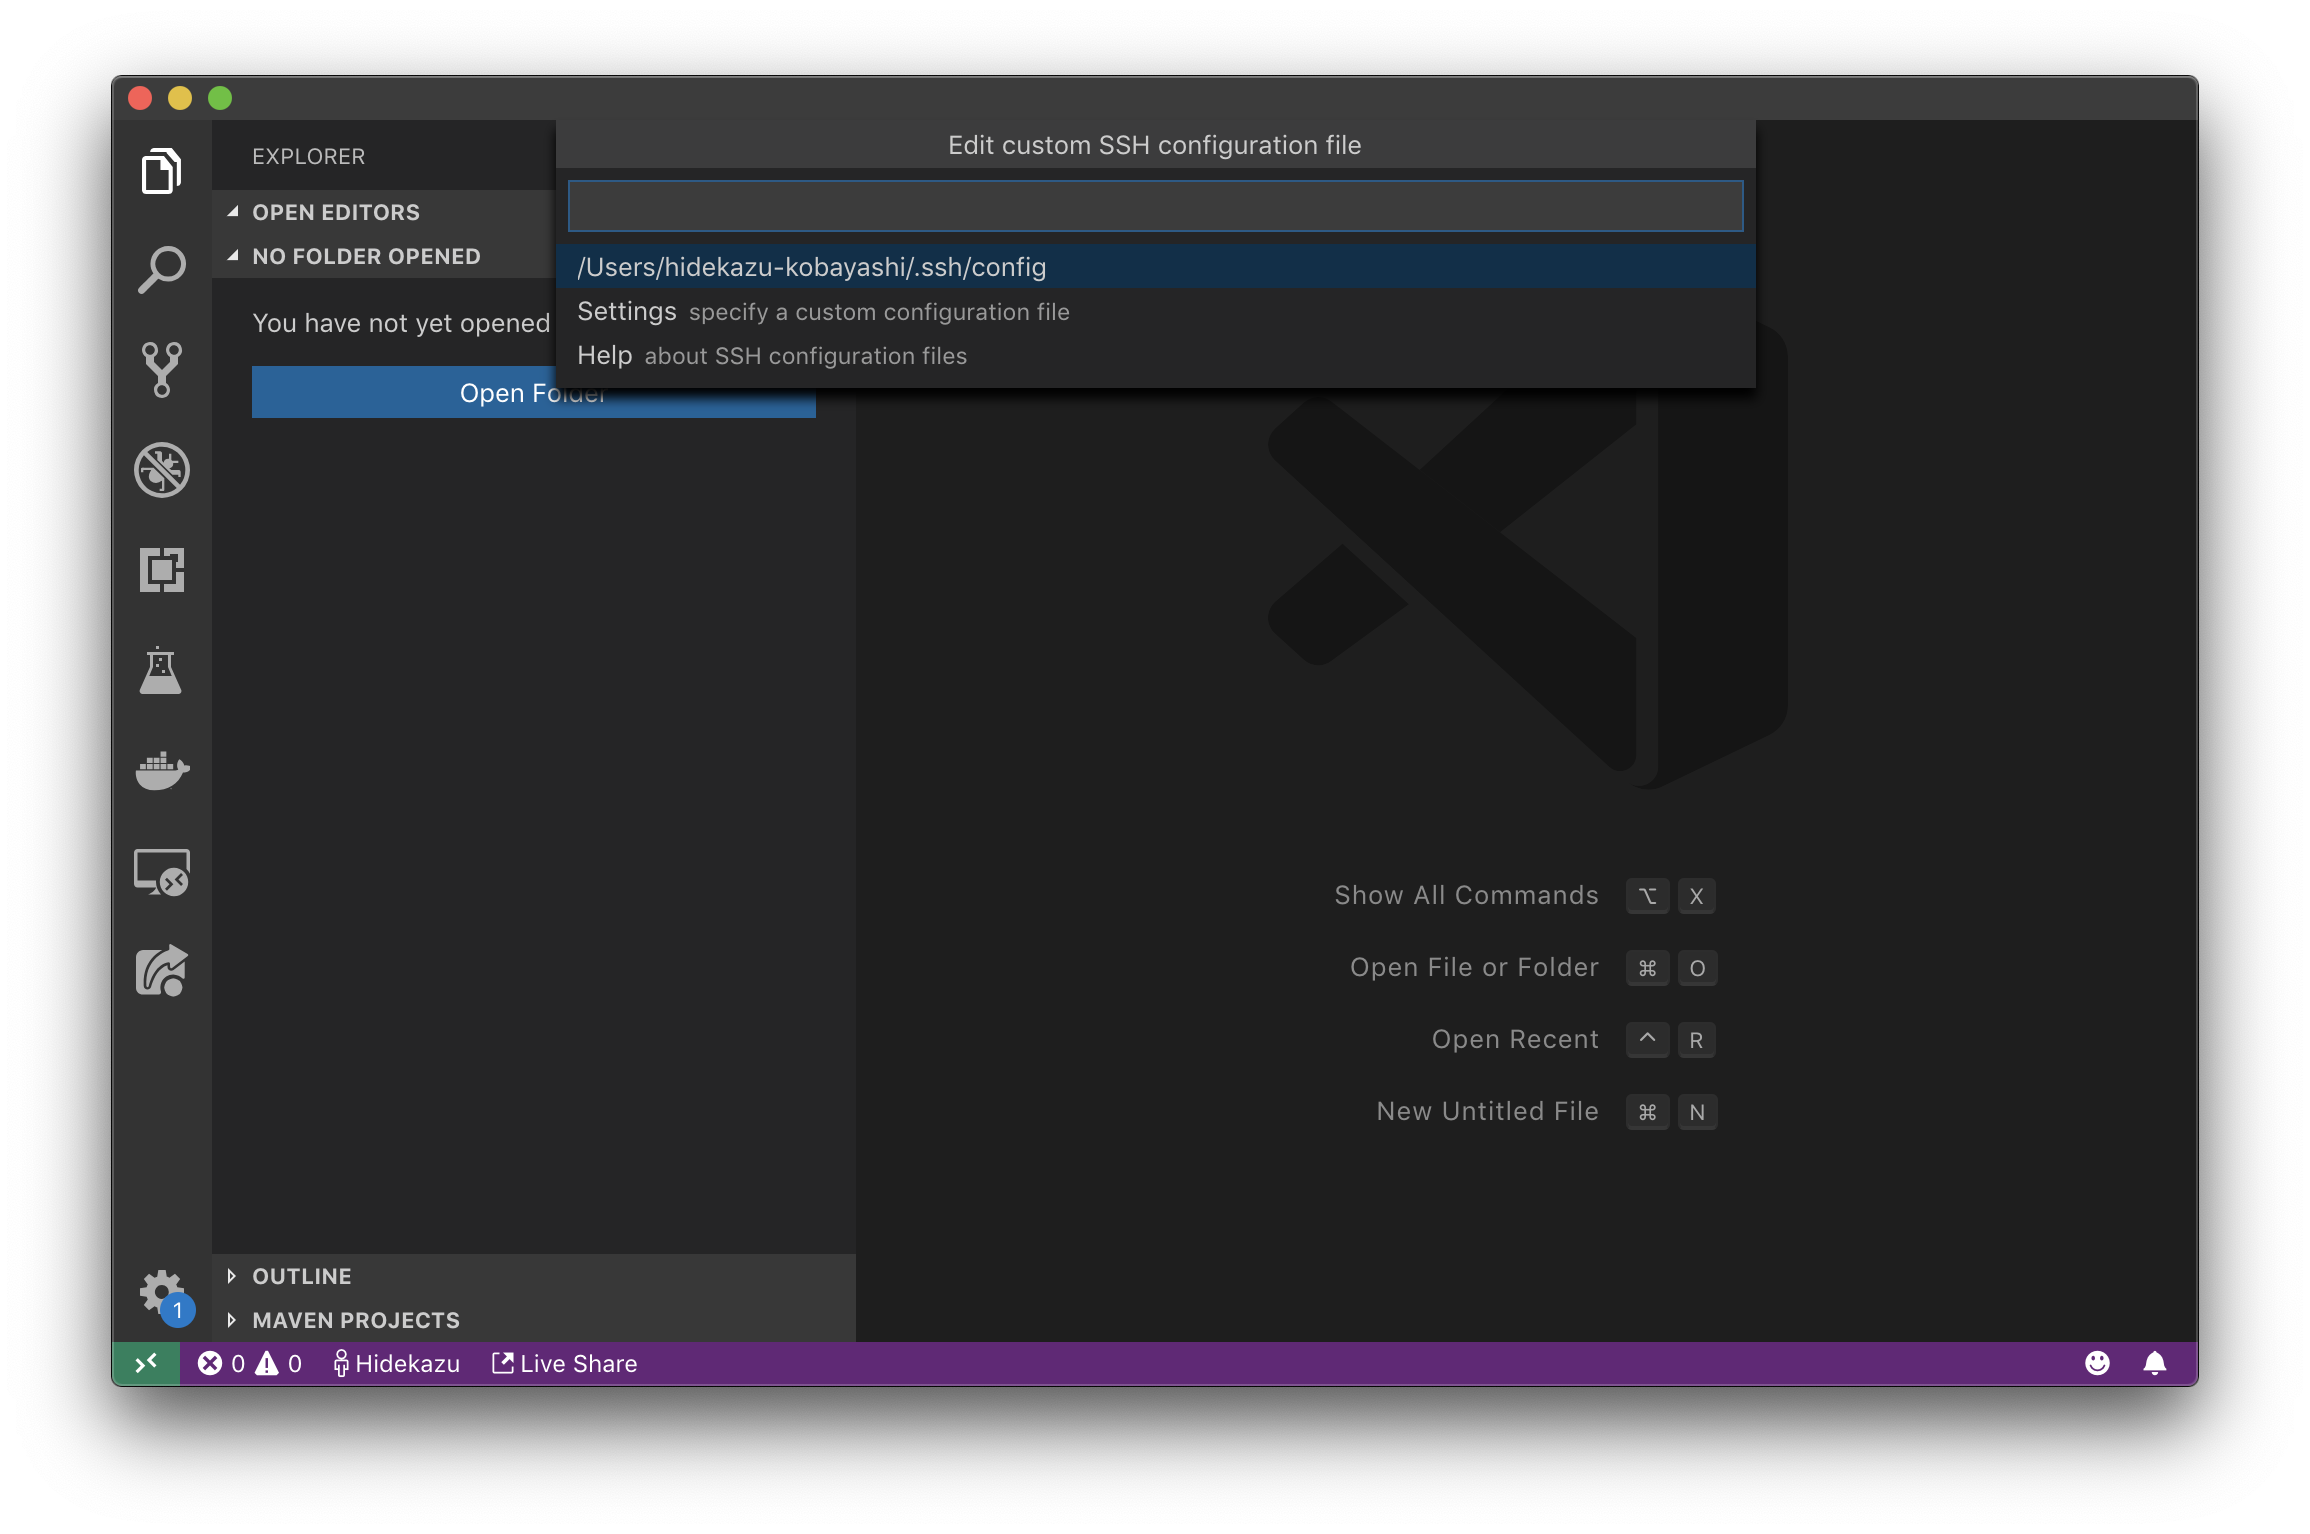 Edit custom SSH configuration file
EXPLORER
OPEN EDITORS
NO FOLDER OPENED
/Users/hidekazu-kobayashi/.ssh/config
Settings specify a custom configuration file
Help about SSH configuration files
You have not yet opened
Open Folder
Show All Commands ⌥ X
Open File or Folder ⌘ O
Open Recent ^ R
New Untitled File ⌘ N
OUTLINE
MAVEN PROJECTS
1
0 0 Hidekazu Live Share